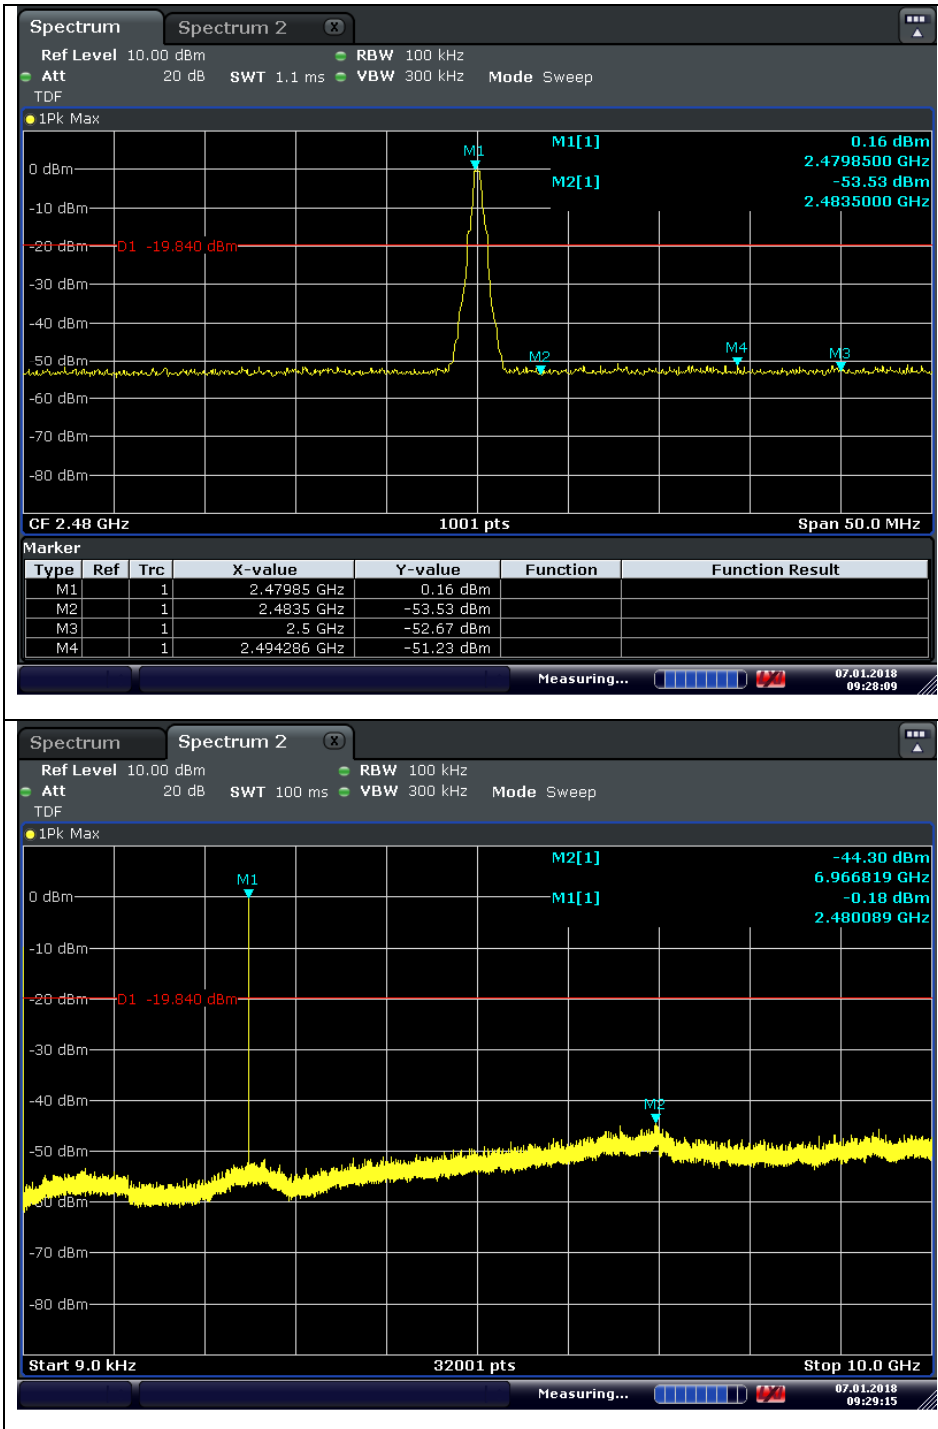 Spectrum Spectrum 2 X
Ref Level 10.00 dBm RBW 100 kHz
Att 20 dB SWT 1.1 ms VBW 300 kHz Mode Sweep
TDF
1Pk Max
M1[1] 0.16 dBm
2.4798500 GHz
M2[1] -53.53 dBm
2.4835000 GHz
M1
0 dBm
-10 dBm
-20 dBm D1 -19.840 dBm
-30 dBm
-40 dBm
-50 dBm M2 M4 M3
-60 dBm
-70 dBm
-80 dBm
CF 2.48 GHz 1001 pts Span 50.0 MHz
Marker
Type Ref Trc X-value Y-value Function Function Result
M1 1 2.47985 GHz 0.16 dBm
M2 1 2.4835 GHz -53.53 dBm
M3 1 2.5 GHz -52.67 dBm
M4 1 2.494286 GHz -51.23 dBm
Measuring... 07.01.2018
09:28:09
Spectrum Spectrum 2 X
Ref Level 10.00 dBm RBW 100 kHz
Att 20 dB SWT 100 ms VBW 300 kHz Mode Sweep
TDF
1Pk Max
M2[1] -44.30 dBm
6.966819 GHz
M1[1] -0.18 dBm
2.480089 GHz
M1
0 dBm
-10 dBm
-20 dBm D1 -19.840 dBm
-30 dBm
-40 dBm
M2
-50 dBm
-60 dBm
-70 dBm
-80 dBm
Start 9.0 kHz 32001 pts Stop 10.0 GHz
Measuring... 07.01.2018
09:29:15